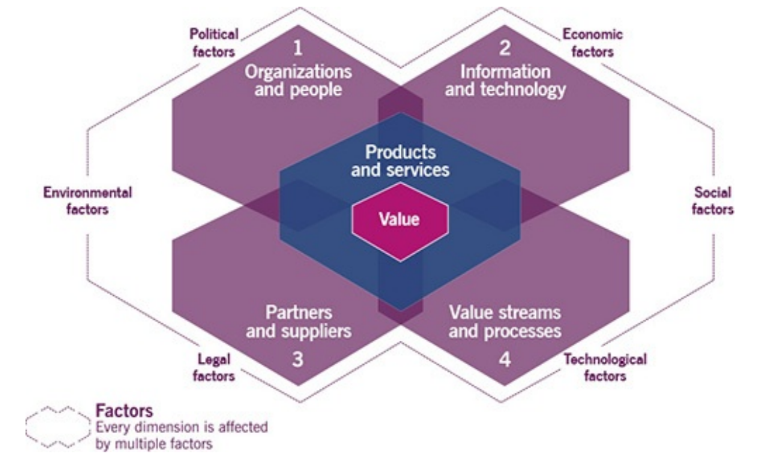 Political
factors
Economic
factors
1
Organizations
and people
2
Information
and technology
Products
and services
Environmental
factors
Value
Social
factors
Partners
and suppliers
3
Value streams
and processes
4
Legal
factors
Technological
factors
Factors
Every dimension is affected
by multiple factors